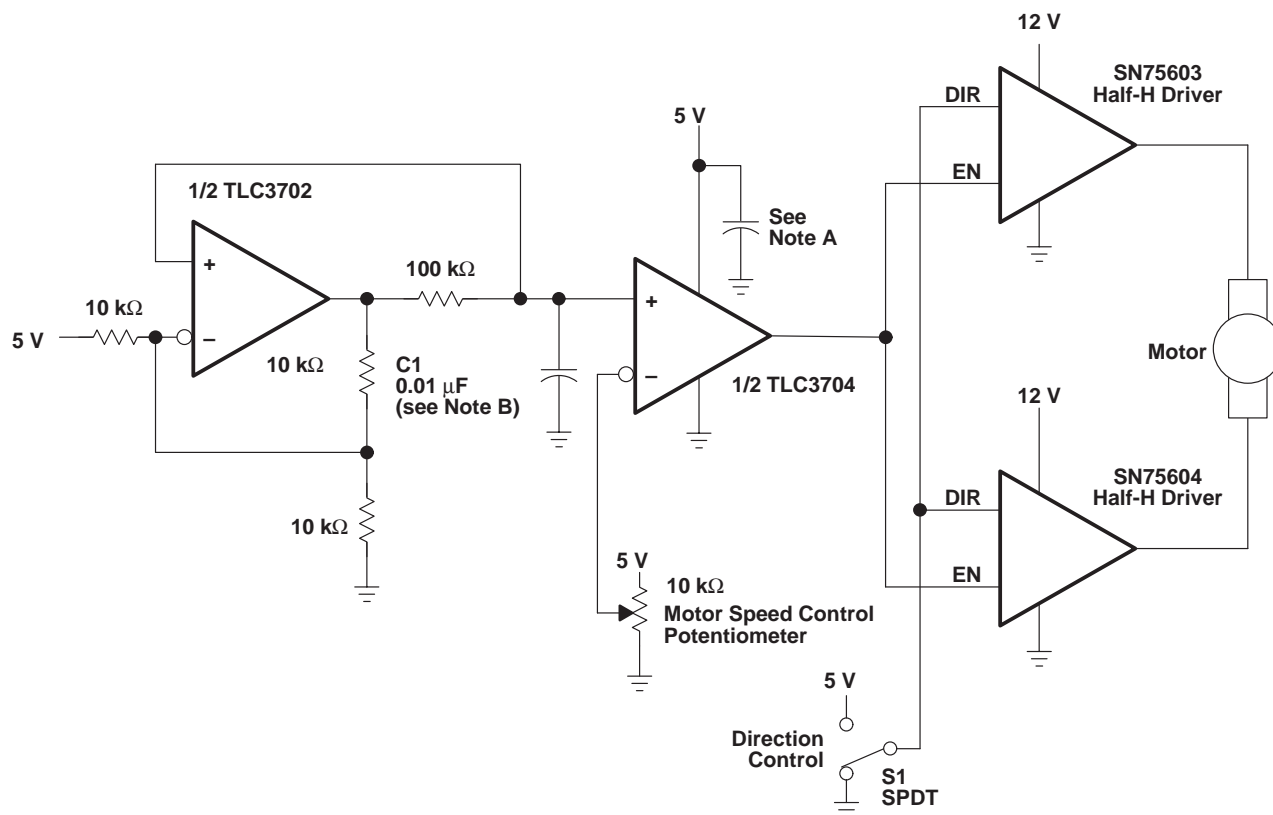 12 V
SN75603
Half-H Driver
DIR
5 V
EN
1/2 TLC3702
See
Note A
+
100 kΩ
10 kΩ
+
5 V
−
10 kΩ
C1
0.01 μF
(see Note B)
−
1/2 TLC3704
Motor
12 V
SN75604
Half-H Driver
DIR
10 kΩ
5 V
10 kΩ
Motor Speed Control
Potentiometer
EN
5 V
Direction
Control
S1
SPDT